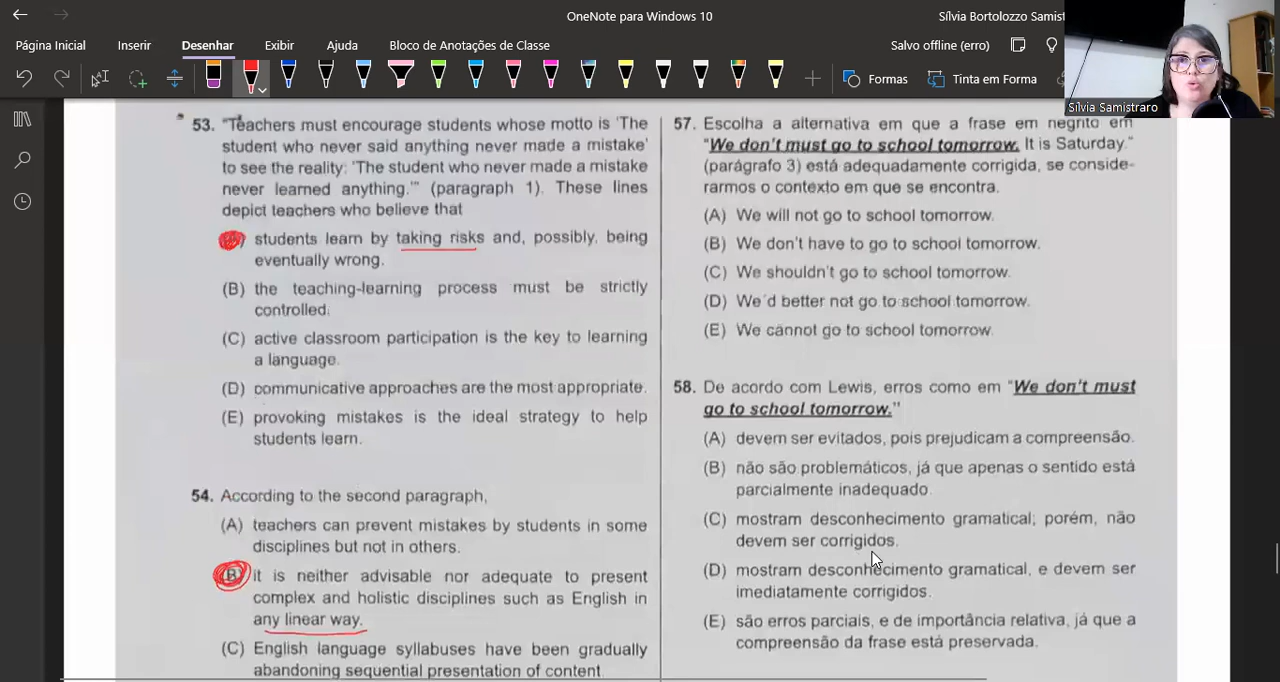 OneNote para Windows 10
Sílvia Bortolozzo Samist
Página Inicial
Inserir
Desenhar
Exibir
Ajuda
Bloco de Anotações de Classe
Salvo offline (erro)
Formas
Tinta em Forma
Sílvia Samistraro
53. "Teachers must encourage students whose motto is 'The
student who never said anything never made a mistake'
to see the reality: 'The student who never made a mistake
never learned anything.'" (paragraph 1). These lines
depict teachers who believe that
students learn by taking risks and, possibly, being
eventually wrong.
(B) the teaching-learning process must be strictly
controlled.
(C) active classroom participation is the key to learning
a language.
(D) communicative approaches are the most appropriate.
(E) provoking mistakes is the ideal strategy to help
students learn.
54. According to the second paragraph,
(A) teachers can prevent mistakes by students in some
disciplines but not in others.
(B) it is neither advisable nor adequate to present
complex and holistic disciplines such as English in
any linear way.
(C) English language syllabuses have been gradually
abandoning sequential presentation of content.
57. Escolha a alternativa em que a frase em negrito em
"We don't must go to school tomorrow. It is Saturday."
(parágrafo 3) está adequadamente corrigida, se conside-
rarmos o contexto em que se encontra.
(A) We will not go to school tomorrow.
(B) We don't have to go to school tomorrow.
(C) We shouldn't go to school tomorrow.
(D) We'd better not go to school tomorrow.
(E) We cannot go to school tomorrow.
58. De acordo com Lewis, erros como em "We don't must
go to school tomorrow."
(A) devem ser evitados, pois prejudicam a compreensão.
(B) não são problemáticos, já que apenas o sentido está
parcialmente inadequado.
(C) mostram desconhecimento gramatical; porém, não
devem ser corrigidos.
(D) mostram desconhecimento gramatical, e devem ser
imediatamente corrigidos.
(E) são erros parciais, e de importância relativa, já que a
compreensão da frase está preservada.